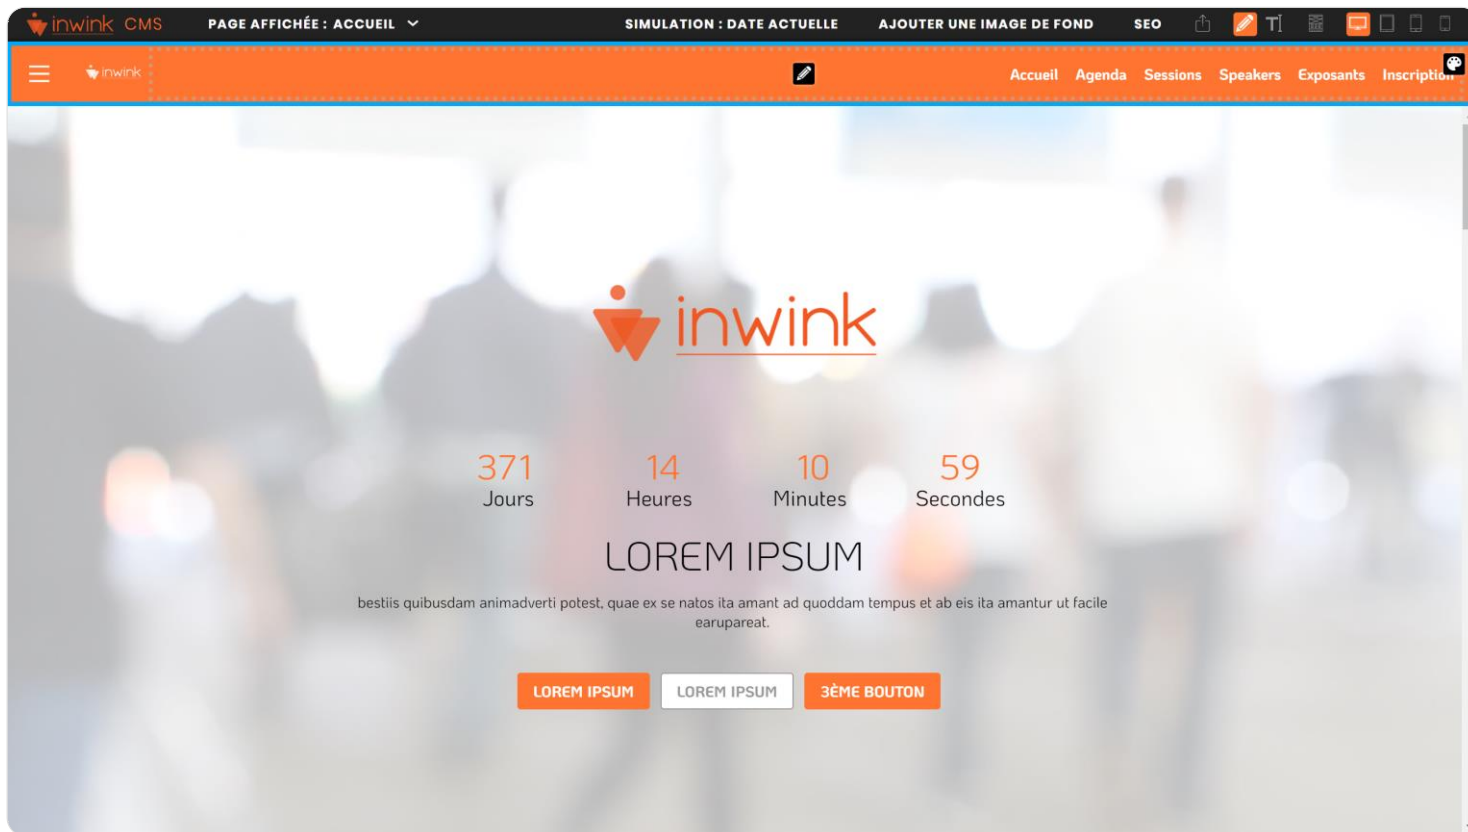 inwink CMS PAGE AFFICHÉE : ACCUEIL SIMULATION : DATE ACTUELLE AJOUTER UNE IMAGE DE FOND SEO
inwink Accueil Agenda Sessions Speakers Exposants Inscription
inwink
371 14 10 59
Jours Heures Minutes Secondes
LOREM IPSUM
bestiis quibusdam animadverti potest, quae ex se natos ita amant ad quoddam tempus et ab eis ita amantur ut facile
earupareat.
LOREM IPSUM LOREM IPSUM 3ÈME BOUTON